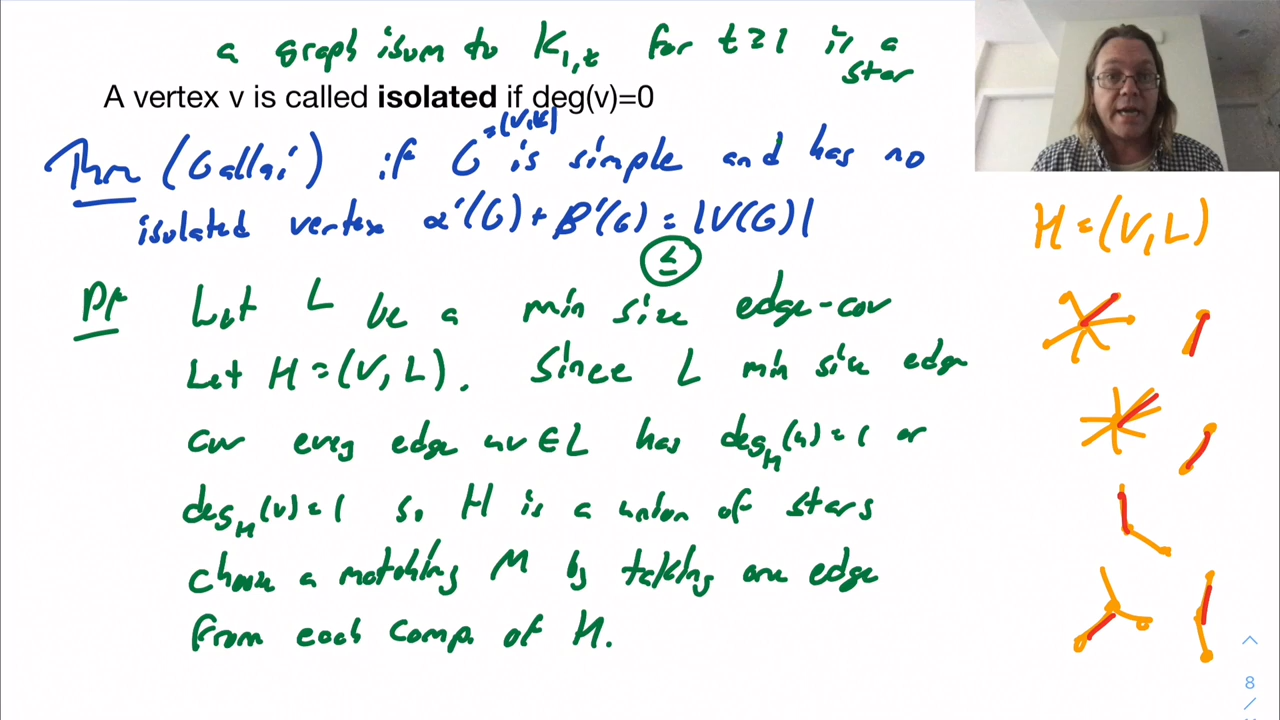 a graph isom to K₁,ₜ for t≥1 is a star
A vertex v is called isolated if deg(v)=0
Thm (Gallai) if G=(V,E) is simple and has no
isolated vertex α'(G)+β'(G)=|V(G)|
≤
H=(V,L)
Pf Let L be a min size edge-cov
Let H=(V,L). Since L min size edge
cov every edge uv∈L has deg_H(u)=1 or
deg_H(v)=1 so H is a union of stars
choose a matching M by taking one edge
from each comp. of H.
8